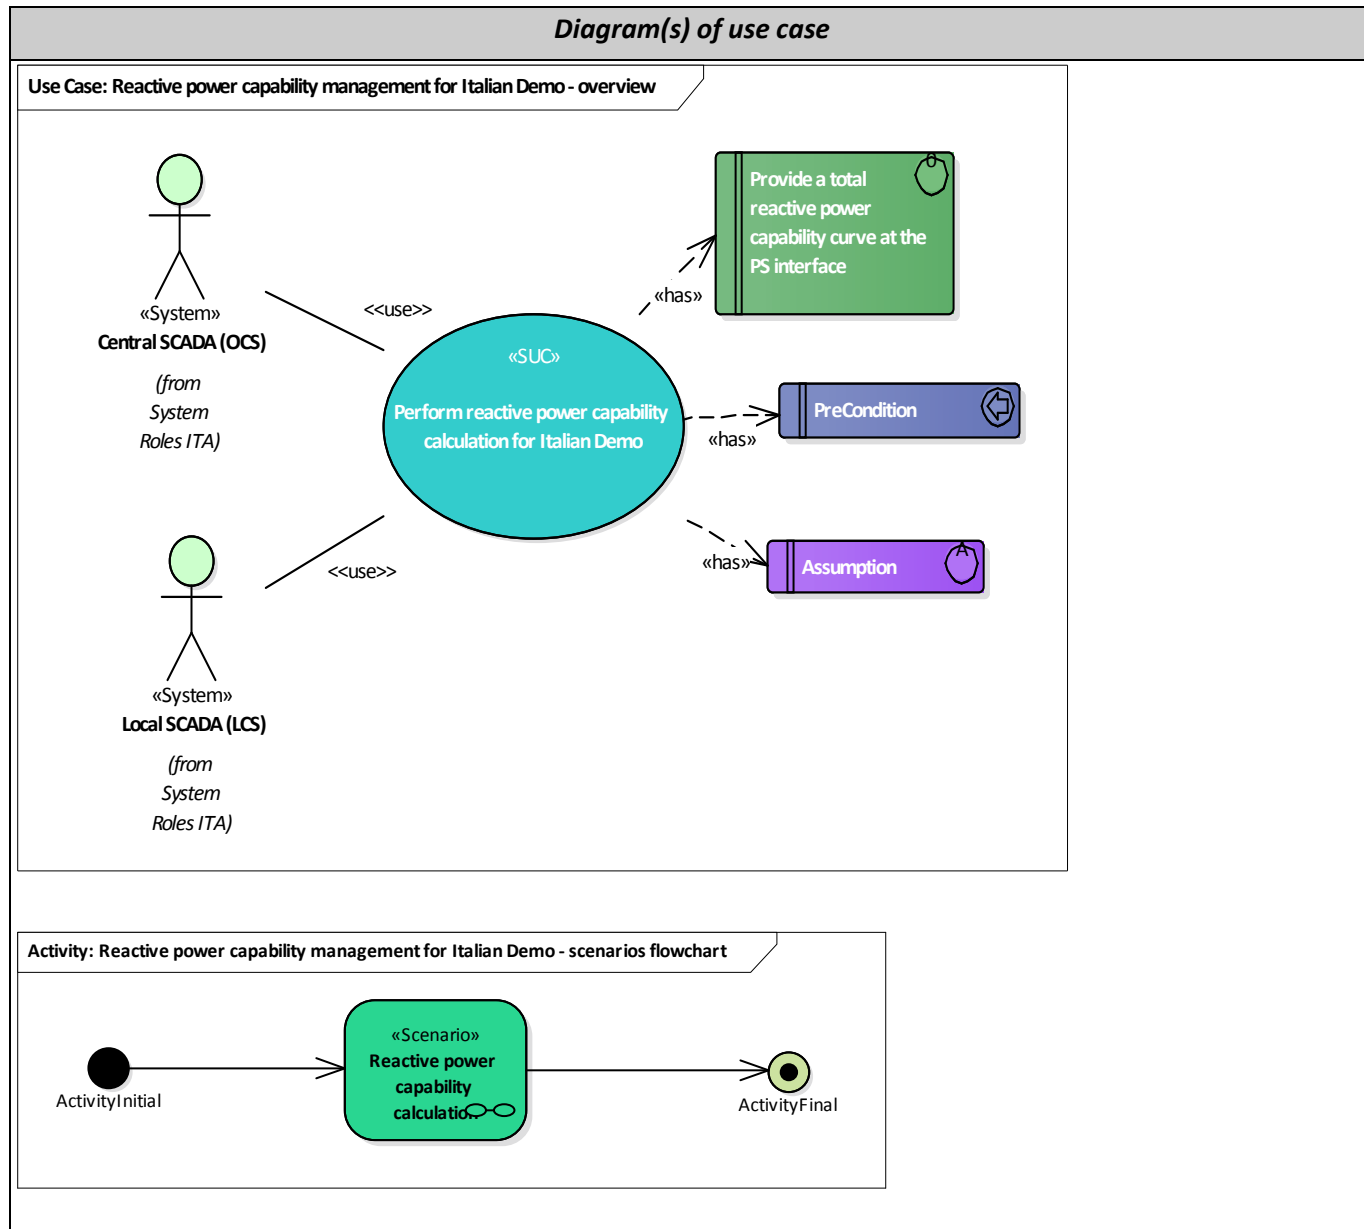 Diagram(s) of use case
Use Case: Reactive power capability management for Italian Demo - overview
«System»
Central SCADA (OCS)
(from
System
Roles ITA)
<<use>>
«SUC»
Perform reactive power capability
calculation for Italian Demo
«has»
Provide a total
reactive power
capability curve at the
PS interface
O
«has»
PreCondition
«has»
Assumption
A
<<use>>
«System»
Local SCADA (LCS)
(from
System
Roles ITA)
Activity: Reactive power capability management for Italian Demo - scenarios flowchart
ActivityInitial
«Scenario»
Reactive power
capability
calculation
ActivityFinal